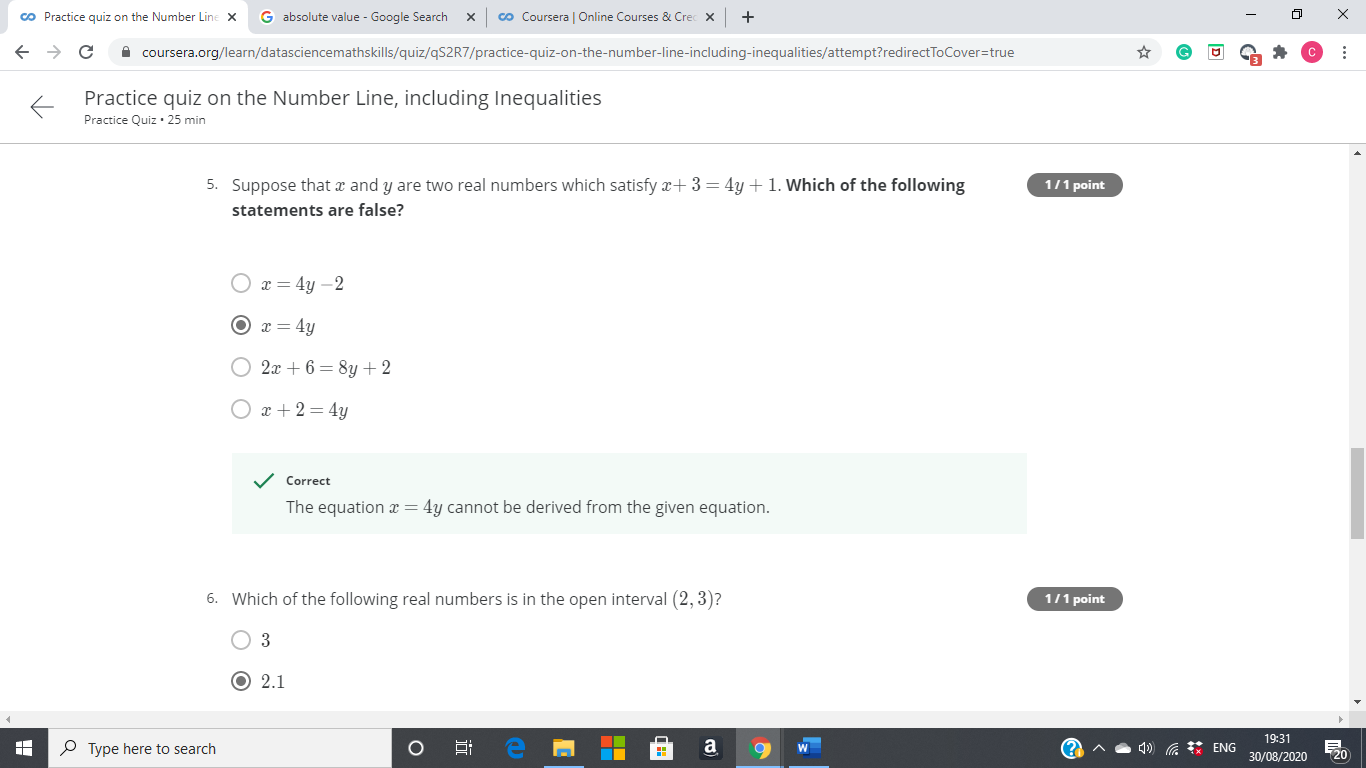 Practice quiz on the Number Line
absolute value - Google Search
Coursera | Online Courses & Cre
coursera.org/learn/datasciencemathskills/quiz/qS2R7/practice-quiz-on-the-number-line-including-inequalities/attempt?redirectToCover=true
3
C
Practice quiz on the Number Line, including Inequalities
Practice Quiz • 25 min
5. Suppose that x and y are two real numbers which satisfy x+ 3 = 4y + 1. Which of the following
1 / 1 point
statements are false?
x = 4y −2
x = 4y
2x + 6 = 8y + 2
x + 2 = 4y
Correct
The equation x = 4y cannot be derived from the given equation.
6. Which of the following real numbers is in the open interval (2, 3)?
1 / 1 point
3
2.1
Type here to search
ENG
19:31
30/08/2020
20